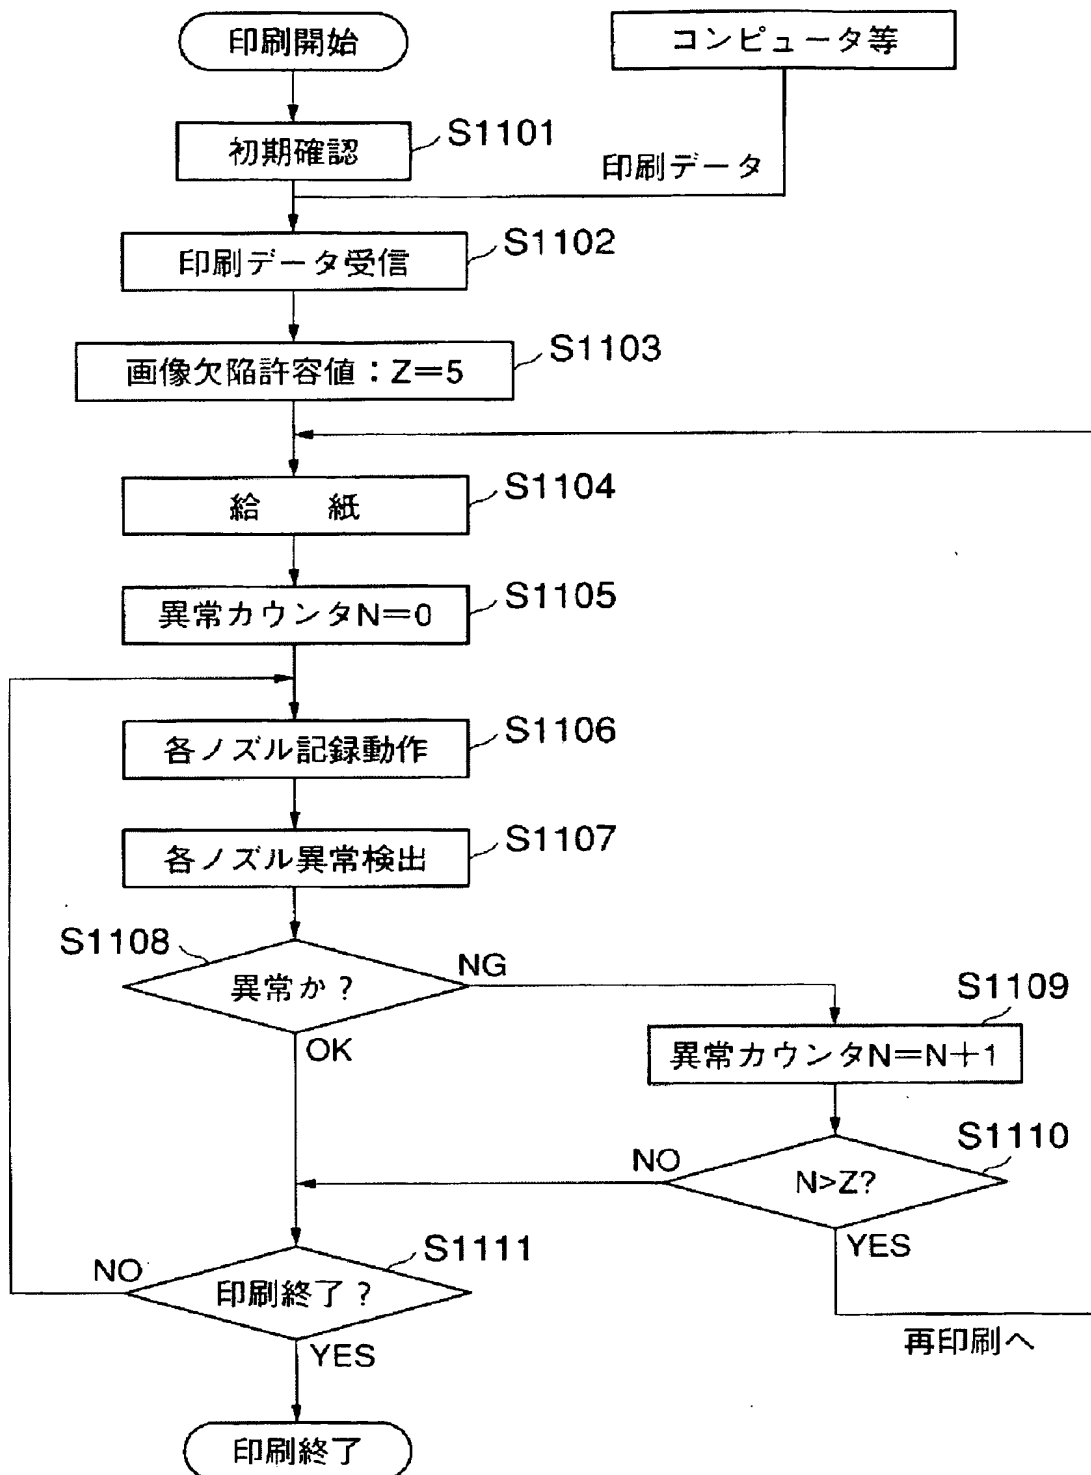 印刷開始
コンピュータ等
初期確認
S1101
印刷データ
印刷データ受信
S1102
画像欠陥許容値：Z＝5
S1103
給　　紙
S1104
異常カウンタN＝0
S1105
各ノズル記録動作
S1106
各ノズル異常検出
S1107
S1108
異常か？
NG
OK
S1109
異常カウンタN＝N＋1
S1110
NO
N>Z?
YES
再印刷へ
S1111
NO
印刷終了？
YES
印刷終了